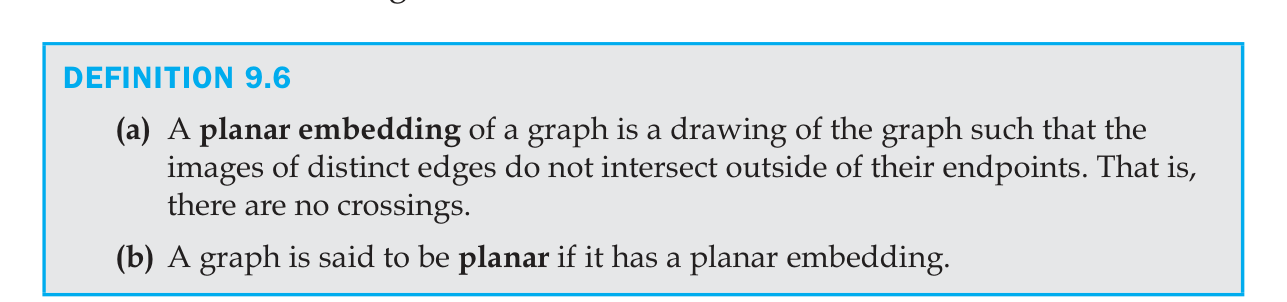 DEFINITION 9.6
(a) A planar embedding of a graph is a drawing of the graph such that the
images of distinct edges do not intersect outside of their endpoints. That is,
there are no crossings.
(b) A graph is said to be planar if it has a planar embedding.